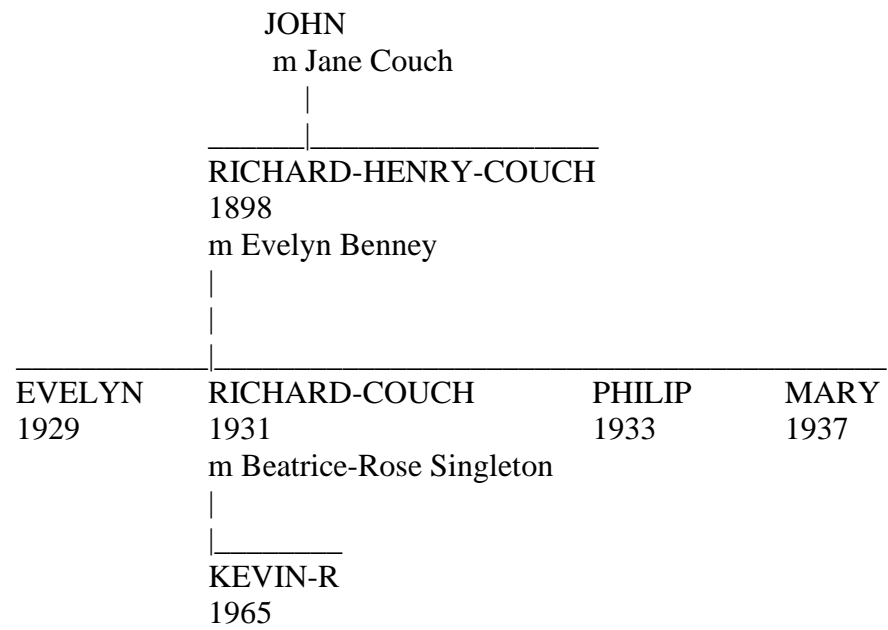 JOHN
m Jane Couch
RICHARD-HENRY-COUCH
1898
m Evelyn Benney
EVELYN RICHARD-COUCH PHILIP MARY
1929 1931 1933 1937
m Beatrice-Rose Singleton
KEVIN-R
1965